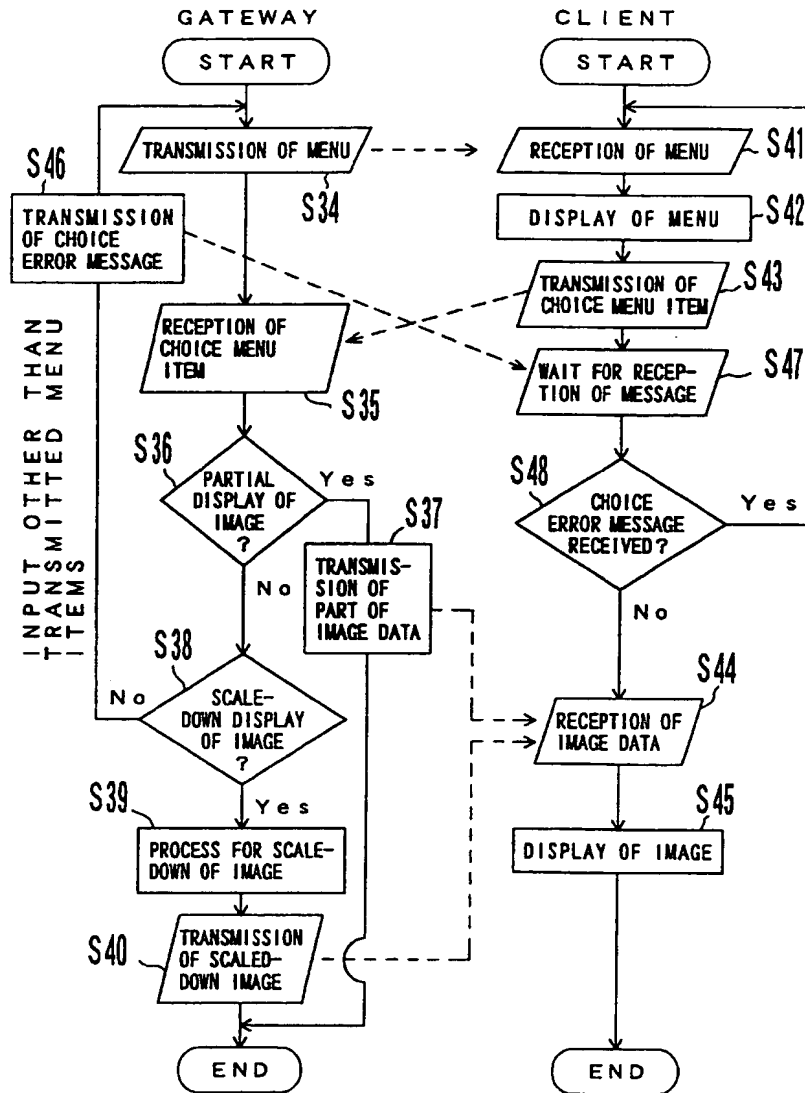 GATEWAY
CLIENT
START
START
TRANSMISSION OF MENU
S34
RECEPTION OF MENU
S41
S46
TRANSMISSION
OF CHOICE
ERROR MESSAGE
DISPLAY OF MENU
S42
TRANSMISSION OF
CHOICE MENU ITEM
S43
RECEPTION OF
CHOICE MENU
ITEM
S35
WAIT FOR RECEP-
TION OF MESSAGE
S47
INPUT OTHER THAN
TRANSMITTED MENU
ITEMS
S36
PARTIAL
DISPLAY OF
IMAGE
?
Yes
No
S37
TRANSMIS-
SION OF
PART OF
IMAGE DATA
S48
CHOICE
ERROR MESSAGE
RECEIVED?
Yes
No
S38
SCALE-
DOWN DISPLAY
OF IMAGE
?
No
Yes
S44
RECEPTION OF
IMAGE DATA
S39
PROCESS FOR SCALE-
DOWN OF IMAGE
S45
DISPLAY OF IMAGE
S40
TRANSMISSION
OF SCALED-
DOWN IMAGE
END
END